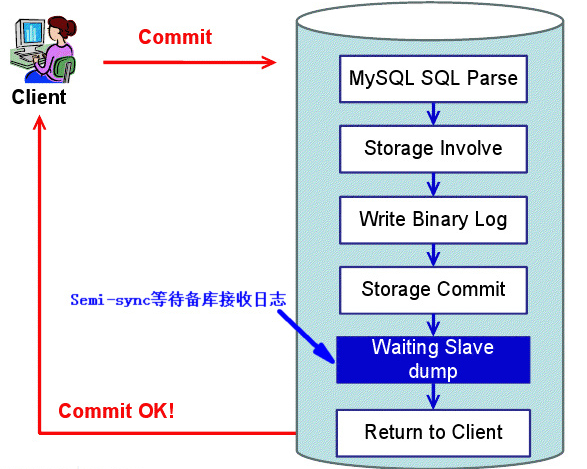 Commit
Client
MySQL SQL Parse
Storage Involve
Write Binary Log
Storage Commit
Semi-sync等待备库接收日志
Waiting Slave
dump
Commit OK!
Return to Client